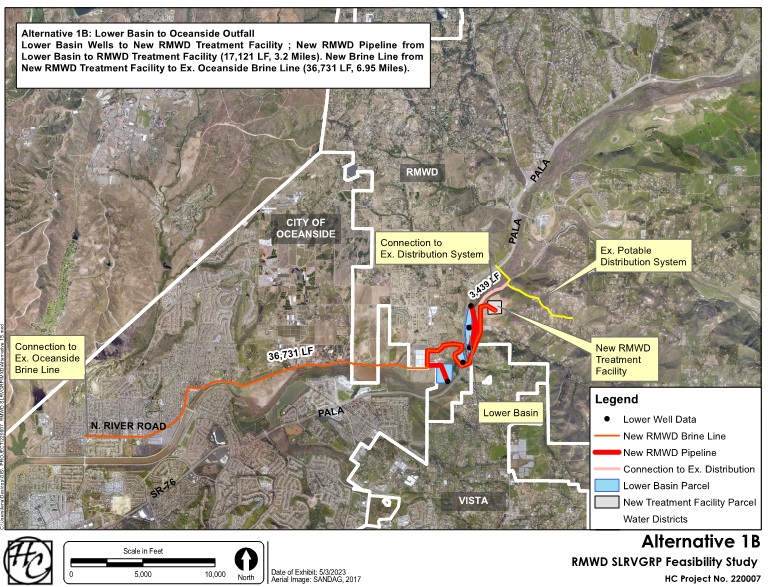 Alternative 1B: Lower Basin to Oceanside Outfall
Lower Basin Wells to New RMWD Treatment Facility ; New RMWD Pipeline from
Lower Basin to RMWD Treatment Facility (17,121 LF, 3.2 Miles). New Brine Line from
New RMWD Treatment Facility to Ex. Oceanside Brine Line (36,731 LF, 6.95 Miles).
RMWD
PALA
CITY OF
OCEANSIDE
PALA
Connection to
Ex. Distribution System
Ex. Potable
Distribution System
3,439 LF
Connection to
Ex. Oceanside
Brine Line
New RMWD
Treatment
Facility
36,731 LF
PALA
Lower Basin
N. RIVER ROAD
SR-76
VISTA
Legend
Lower Well Data
New RMWD Brine Line
New RMWD Pipeline
Connection to Ex. Distribution
Lower Basin Parcel
New Treatment Facility Parcel
Water Districts
HC
Scale in Feet
0 5,000 10,000
North
Date of Exhibit: 5/3/2023
Aerial Image: SANDAG, 2017
Alternative 1B
RMWD SLRVGRP Feasibility Study
HC Project No. 220007